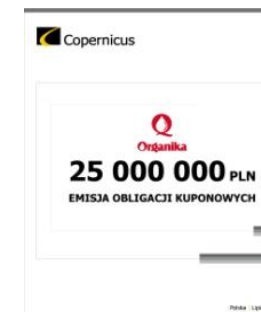 Copernicus
Organika
25 000 000 PLN
EMISJA OBLIGACJI KUPONOWYCH
Polska